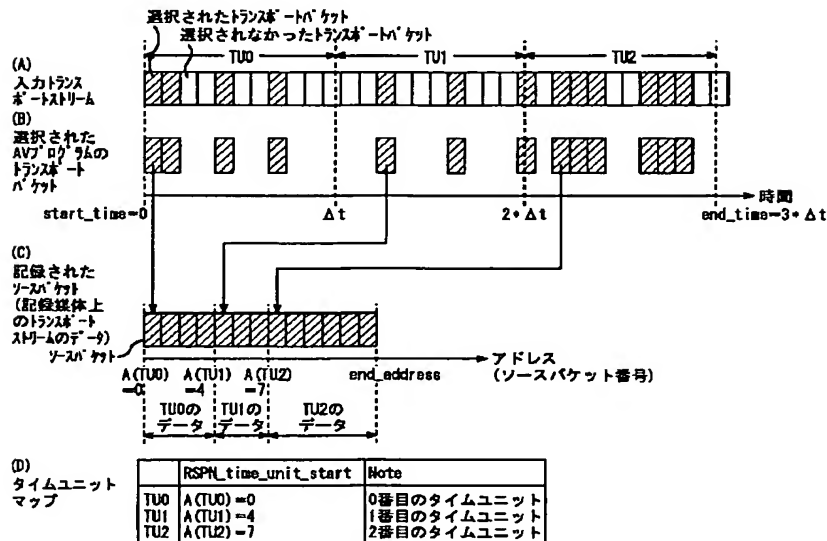 選択されたトランスポートパケット
選択されなかったトランスポートパケット
TU0 TU1 TU2
(A)
入力トランス
ポートストリーム
(B)
選択された
AVプログラムの
トランスポート
パケット
時間
start_time=0 Δt 2*Δt end_time=3*Δt
(C)
記録された
ソースパケット
(記録媒体上
のトランスポート
ストリームのデータ)
ソースパケット
アドレス
(ソースパケット番号)
A(TU0) A(TU1) A(TU2) end_address
=0 =4 =7
TU0の TU1の TU2の
データ データ データ
(D)
タイムユニット
マップ
RSPN_time_unit_start Note
TU0 A(TU0)=0 0番目のタイムユニット
TU1 A(TU1)=4 1番目のタイムユニット
TU2 A(TU2)=7 2番目のタイムユニット